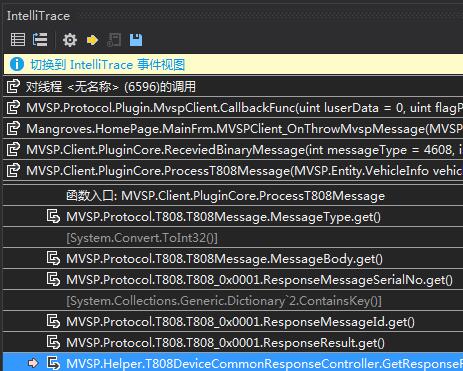 IntelliTrace
切换到 IntelliTrace 事件视图
对线程 <无名称> (6596)的调用
MVSP.Protocol.Plugin.MvspClient.CallbackFunc(uint luserData = 0, uint flagP
Mangroves.HomePage.MainFrm.MVSPClient_OnThrowMvspMessage(MVSP
MVSP.Client.PluginCore.ReceviedBinaryMessage(int messageType = 4608, i
MVSP.Client.PluginCore.ProcessT808Message(MVSP.Entity.VehicleInfo vehic
函数入口: MVSP.Client.PluginCore.ProcessT808Message
MVSP.Protocol.T808.T808Message.MessageType.get()
[System.Convert.ToInt32()]
MVSP.Protocol.T808.T808Message.MessageBody.get()
MVSP.Protocol.T808.T808_0x0001.ResponseMessageSerialNo.get()
[System.Collections.Generic.Dictionary`2.ContainsKey()]
MVSP.Protocol.T808.T808_0x0001.ResponseMessageId.get()
MVSP.Protocol.T808.T808_0x0001.ResponseResult.get()
MVSP.Helper.T808DeviceCommonResponseController.GetResponseR